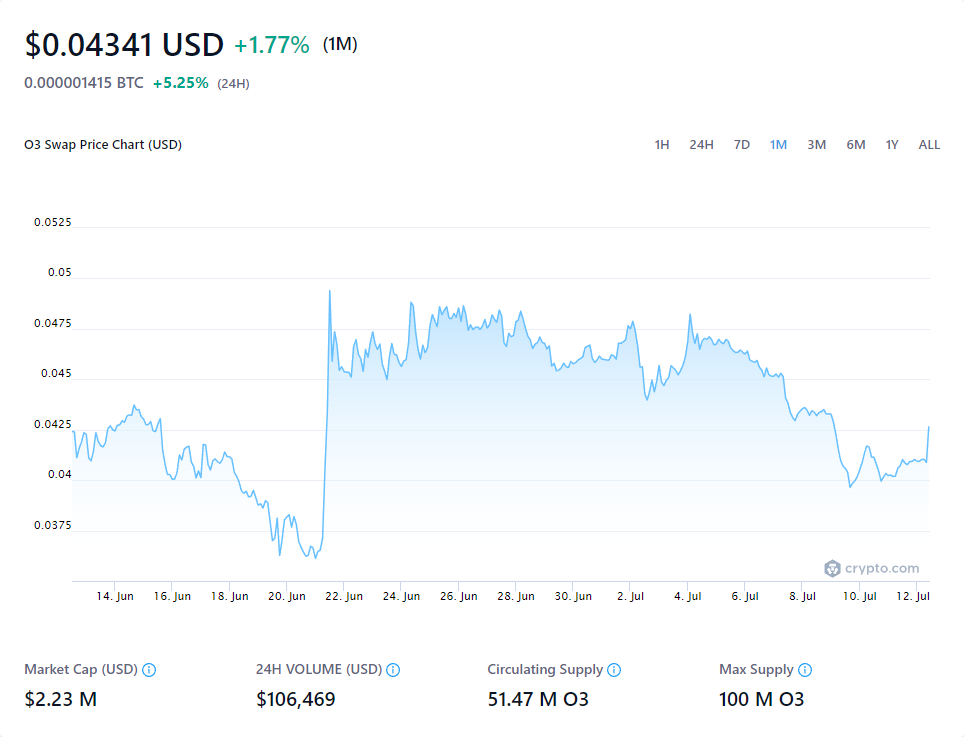 $0.04341 USD +1.77% (1M)
0.000001415 BTC +5.25% (24H)
O3 Swap Price Chart (USD) 1H 24H 7D 1M 3M 6M 1Y ALL
0.0525
0.05
0.0475
0.045
0.0425
0.04
0.0375
crypto.com
14. Jun 16. Jun 18. Jun 20. Jun 22. Jun 24. Jun 26. Jun 28. Jun 30. Jun 2. Jul 4. Jul 6. Jul 8. Jul 10. Jul 12. Jul
Market Cap (USD) 24H VOLUME (USD) Circulating Supply Max Supply
$2.23 M $106,469 51.47 M O3 100 M O3